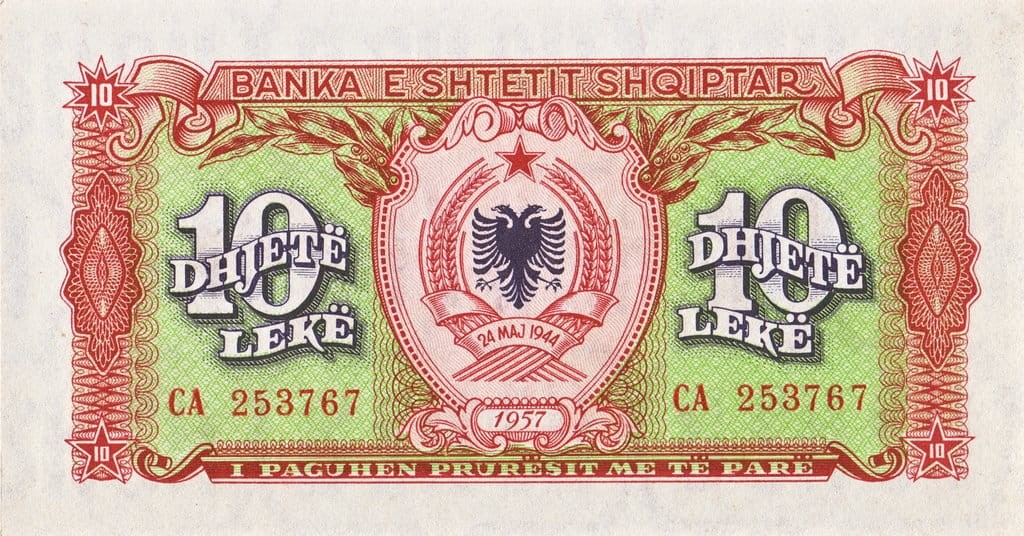 10 BANKA E SHTETIT SHQIPTAR 10
10 DHJETË LEKË
10 DHJETË LEKË
24 MAJ 1944
CA 253767
CA 253767
1957
10 I PAGUHEN PRURËSIT ME TË PARË 10